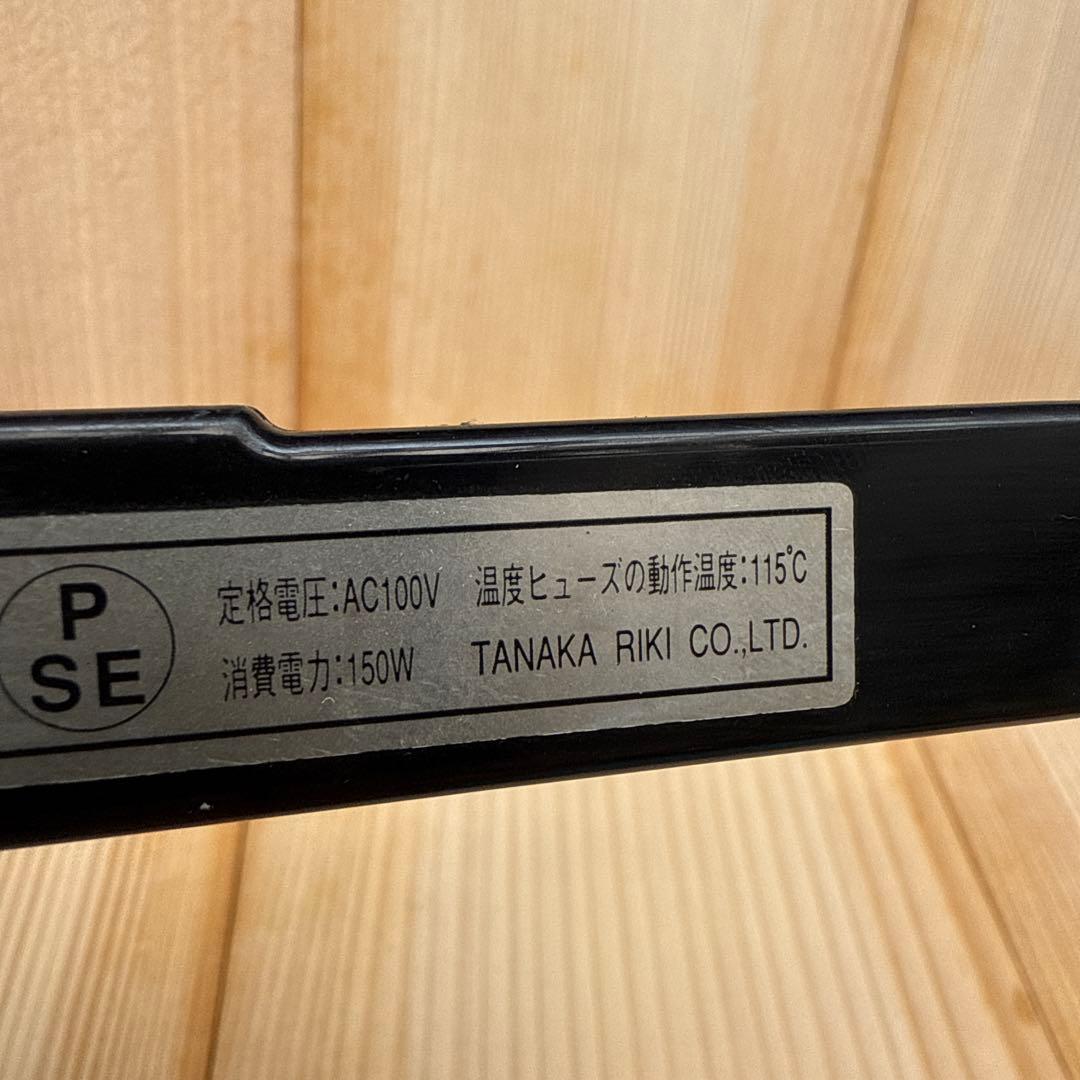 P
SE
定格電圧:AC100V 温度ヒューズの動作温度:115℃
消費電力:150W TANAKA RIKI CO.,LTD.